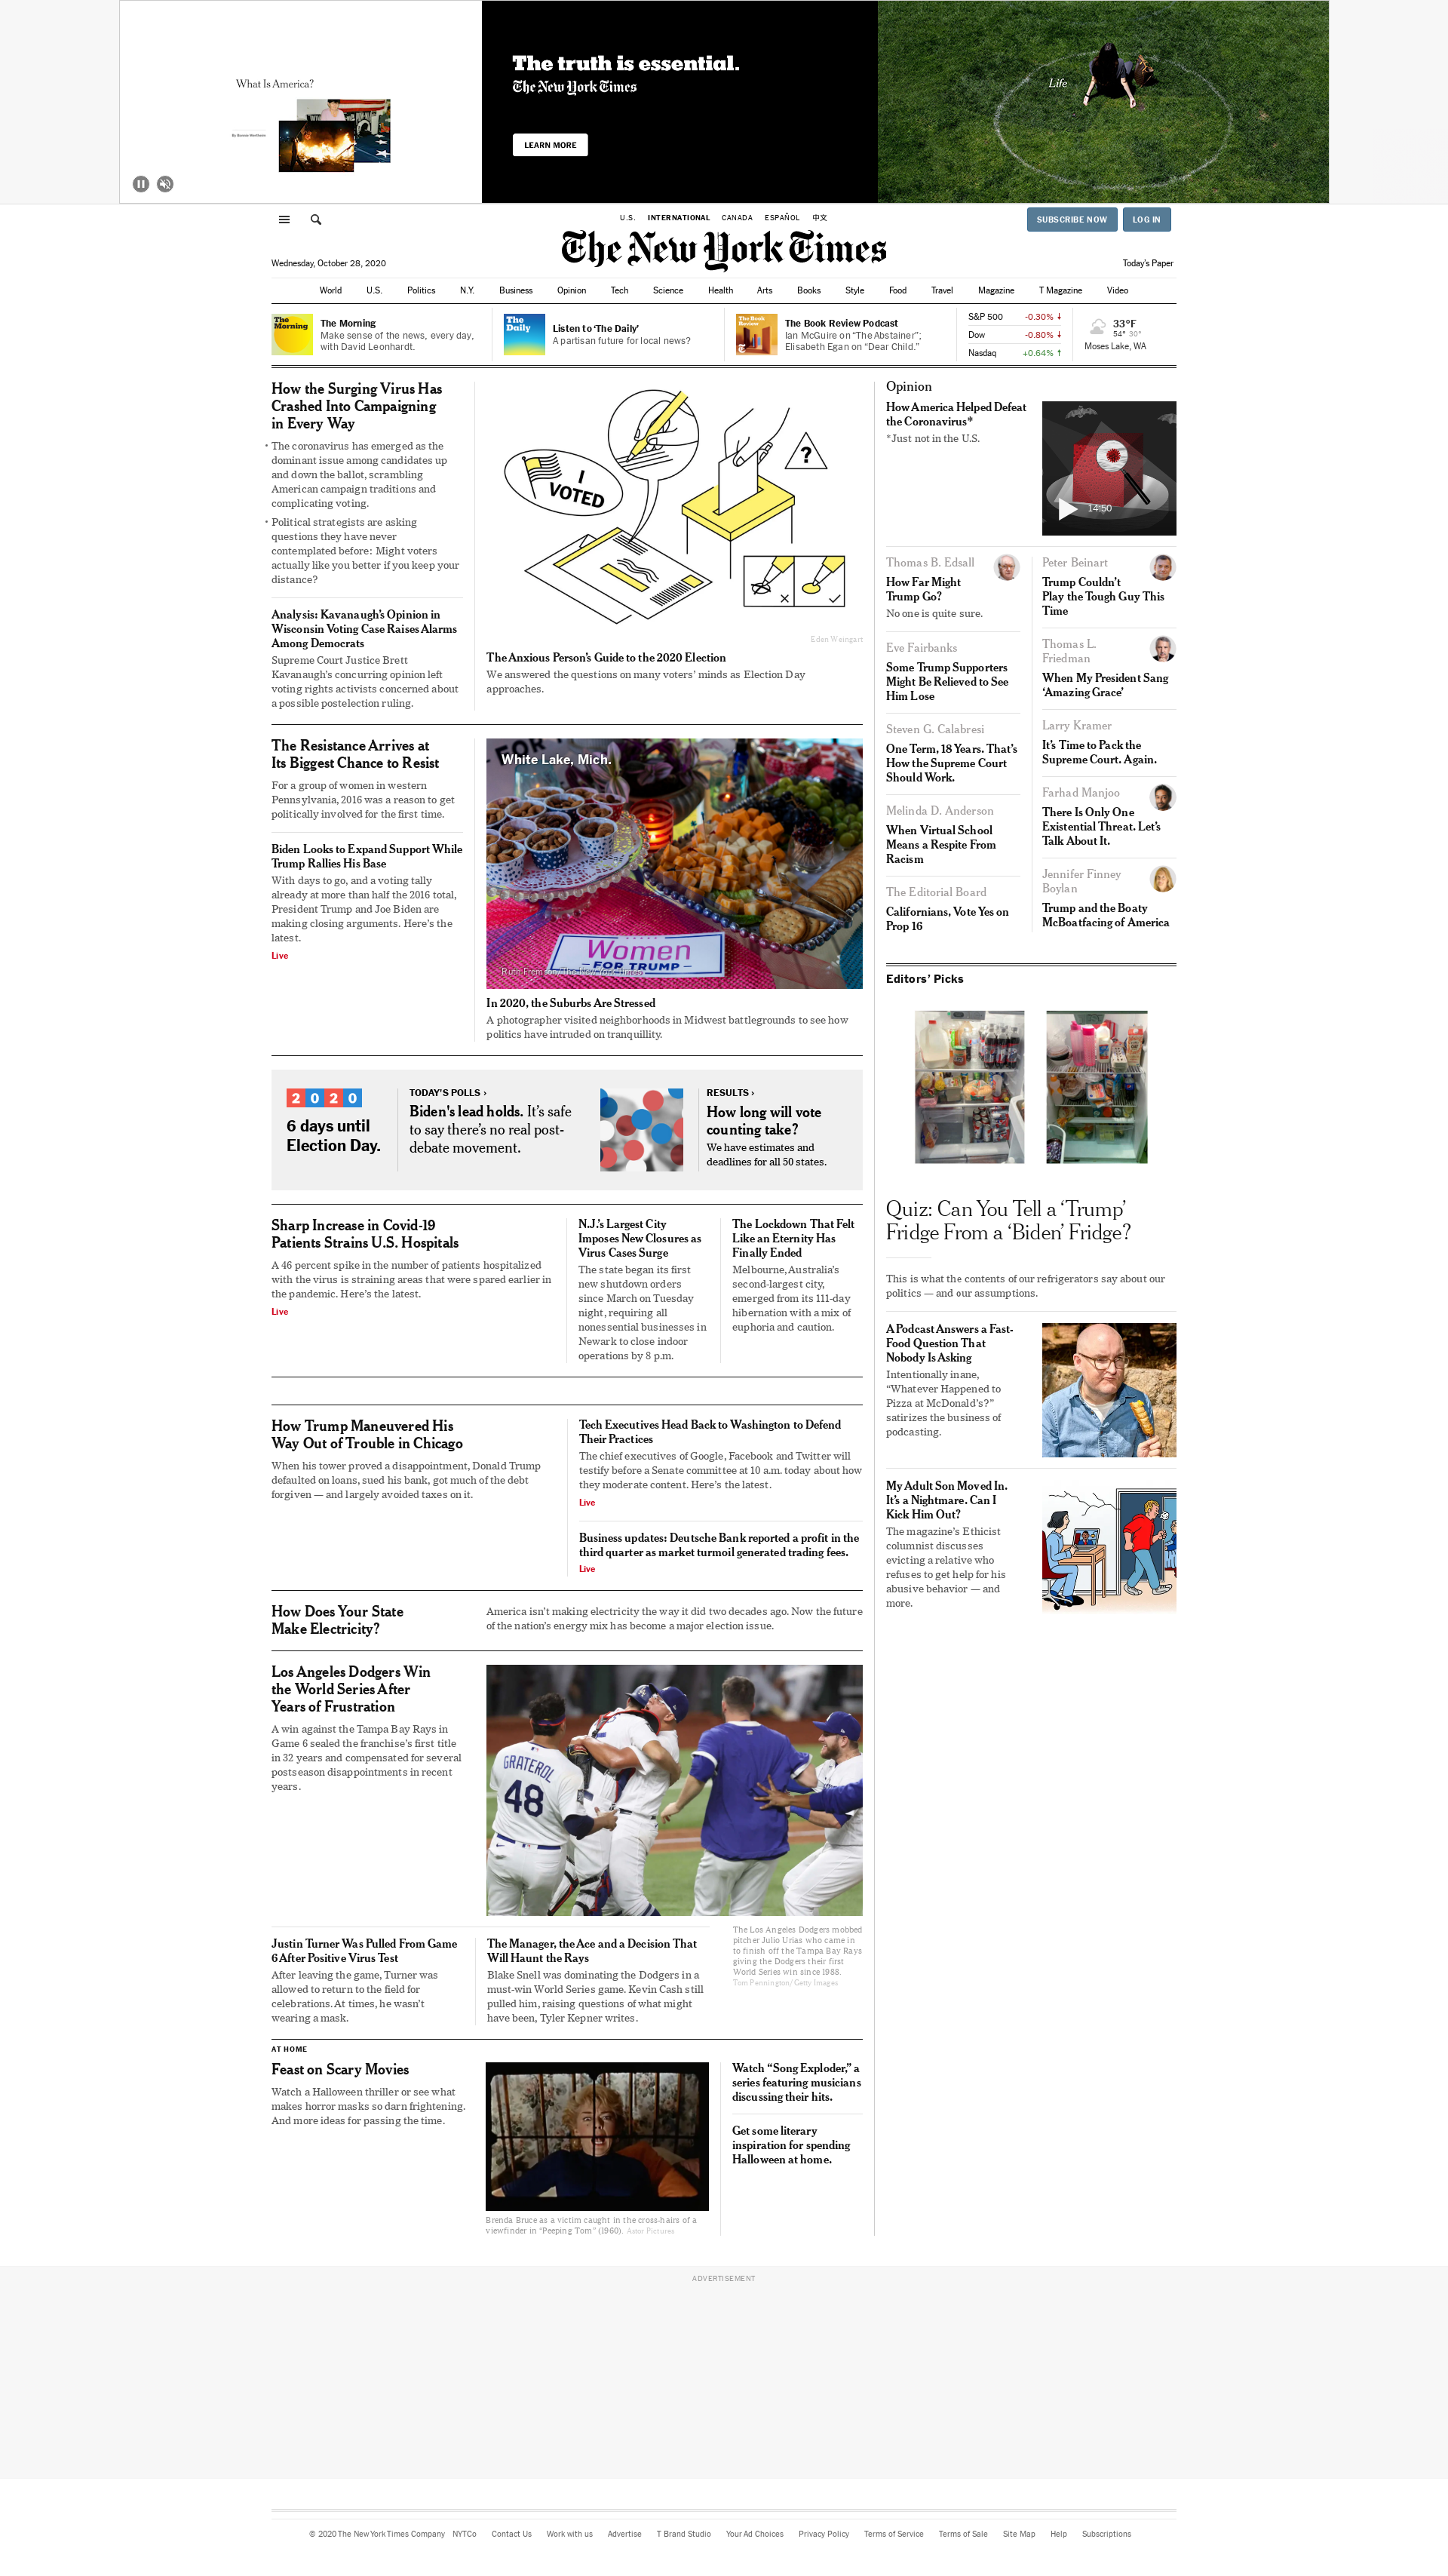 What Is America?
The truth is essential.
The New York Times
LEARN MORE
Life
U.S. INTERNATIONAL CANADA ESPAÑOL 中文
SUBSCRIBE NOW LOG IN
The New York Times
Wednesday, October 28, 2020
Today's Paper
World U.S. Politics N.Y. Business Opinion Tech Science Health Arts Books Style Food Travel Magazine T Magazine Video
The Morning
The Morning
Make sense of the news, every day,
with David Leonhardt.
The Daily
Listen to 'The Daily'
A partisan future for local news?
The Book Review
The Book Review Podcast
Ian McGuire on "The Abstainer";
Elisabeth Egan on "Dear Child."
S&P 500 -0.30% ↓
Dow -0.80% ↓
Nasdaq +0.64% ↑
33°F
54° 30°
Moses Lake, WA
How the Surging Virus Has
Crashed Into Campaigning
in Every Way
• The coronavirus has emerged as the
dominant issue among candidates up
and down the ballot, scrambling
American campaign traditions and
complicating voting.
• Political strategists are asking
questions they have never
contemplated before: Might voters
actually like you better if you keep your
distance?
Analysis: Kavanaugh's Opinion in
Wisconsin Voting Case Raises Alarms
Among Democrats
Supreme Court Justice Brett
Kavanaugh's concurring opinion left
voting rights activists concerned about
a possible postelection ruling.
I VOTED
?
Eden Weingart
The Anxious Person's Guide to the 2020 Election
We answered the questions on many voters' minds as Election Day
approaches.
The Resistance Arrives at
Its Biggest Chance to Resist
For a group of women in western
Pennsylvania, 2016 was a reason to get
politically involved for the first time.
Biden Looks to Expand Support While
Trump Rallies His Base
With days to go, and a voting tally
already at more than half the 2016 total,
President Trump and Joe Biden are
making closing arguments. Here's the
latest.
Live
FOR
White Lake, Mich.
Women
FOR TRUMP
Ruth Fremson/The New York Times
In 2020, the Suburbs Are Stressed
A photographer visited neighborhoods in Midwest battlegrounds to see how
politics have intruded on tranquillity.
2020
6 days until
Election Day.
TODAY'S POLLS ›
Biden's lead holds. It's safe
to say there's no real post-
debate movement.
RESULTS ›
How long will vote
counting take?
We have estimates and
deadlines for all 50 states.
Sharp Increase in Covid-19
Patients Strains U.S. Hospitals
A 46 percent spike in the number of patients hospitalized
with the virus is straining areas that were spared earlier in
the pandemic. Here's the latest.
Live
N.J.'s Largest City
Imposes New Closures as
Virus Cases Surge
The state began its first
new shutdown orders
since March on Tuesday
night, requiring all
nonessential businesses in
Newark to close indoor
operations by 8 p.m.
The Lockdown That Felt
Like an Eternity Has
Finally Ended
Melbourne, Australia's
second-largest city,
emerged from its 111-day
hibernation with a mix of
euphoria and caution.
How Trump Maneuvered His
Way Out of Trouble in Chicago
When his tower proved a disappointment, Donald Trump
defaulted on loans, sued his bank, got much of the debt
forgiven — and largely avoided taxes on it.
Tech Executives Head Back to Washington to Defend
Their Practices
The chief executives of Google, Facebook and Twitter will
testify before a Senate committee at 10 a.m. today about how
they moderate content. Here's the latest.
Live
Business updates: Deutsche Bank reported a profit in the
third quarter as market turmoil generated trading fees.
Live
How Does Your State
Make Electricity?
America isn't making electricity the way it did two decades ago. Now the future
of the nation's energy mix has become a major election issue.
Los Angeles Dodgers Win
the World Series After
Years of Frustration
A win against the Tampa Bay Rays in
Game 6 sealed the franchise's first title
in 32 years and compensated for several
postseason disappointments in recent
years.
GRATEROL
48
The Los Angeles Dodgers mobbed
pitcher Julio Urías who came in
to finish off the Tampa Bay Rays
giving the Dodgers their first
World Series win since 1988.
Tom Pennington/Getty Images
Justin Turner Was Pulled From Game
6 After Positive Virus Test
After leaving the game, Turner was
allowed to return to the field for
celebrations. At times, he wasn't
wearing a mask.
The Manager, the Ace and a Decision That
Will Haunt the Rays
Blake Snell was dominating the Dodgers in a
must-win World Series game. Kevin Cash still
pulled him, raising questions of what might
have been, Tyler Kepner writes.
AT HOME
Feast on Scary Movies
Watch a Halloween thriller or see what
makes horror masks so darn frightening.
And more ideas for passing the time.
Brenda Bruce as a victim caught in the cross-hairs of a
viewfinder in "Peeping Tom" (1960). Astor Pictures
Watch "Song Exploder," a
series featuring musicians
discussing their hits.
Get some literary
inspiration for spending
Halloween at home.
Opinion
How America Helped Defeat
the Coronavirus*
*Just not in the U.S.
14:50
Thomas B. Edsall
How Far Might
Trump Go?
No one is quite sure.
Eve Fairbanks
Some Trump Supporters
Might Be Relieved to See
Him Lose
Steven G. Calabresi
One Term, 18 Years. That's
How the Supreme Court
Should Work.
Melinda D. Anderson
When Virtual School
Means a Respite From
Racism
The Editorial Board
Californians, Vote Yes on
Prop 16
Peter Beinart
Trump Couldn't
Play the Tough Guy This
Time
Thomas L.
Friedman
When My President Sang
'Amazing Grace'
Larry Kramer
It's Time to Pack the
Supreme Court. Again.
Farhad Manjoo
There Is Only One
Existential Threat. Let's
Talk About It.
Jennifer Finney
Boylan
Trump and the Boaty
McBoatfacing of America
Editors' Picks
Quiz: Can You Tell a 'Trump'
Fridge From a 'Biden' Fridge?
This is what the contents of our refrigerators say about our
politics — and our assumptions.
A Podcast Answers a Fast-
Food Question That
Nobody Is Asking
Intentionally inane,
"Whatever Happened to
Pizza at McDonald's?"
satirizes the business of
podcasting.
My Adult Son Moved In.
It's a Nightmare. Can I
Kick Him Out?
The magazine's Ethicist
columnist discusses
evicting a relative who
refuses to get help for his
abusive behavior — and
more.
ADVERTISEMENT
© 2020 The New York Times Company NYTCo Contact Us Work with us Advertise T Brand Studio Your Ad Choices Privacy Policy Terms of Service Terms of Sale Site Map Help Subscriptions